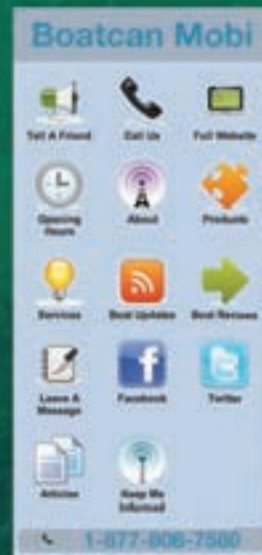 Boatcan Mobi
Tell A Friend
Call Us
Full Website
Opening
Hours
About
Products
Services
Boat Updates
Boat Reviews
Leave A
Message
Facebook
Twitter
Articles
Keep Me
Informed
1-877-806-7580